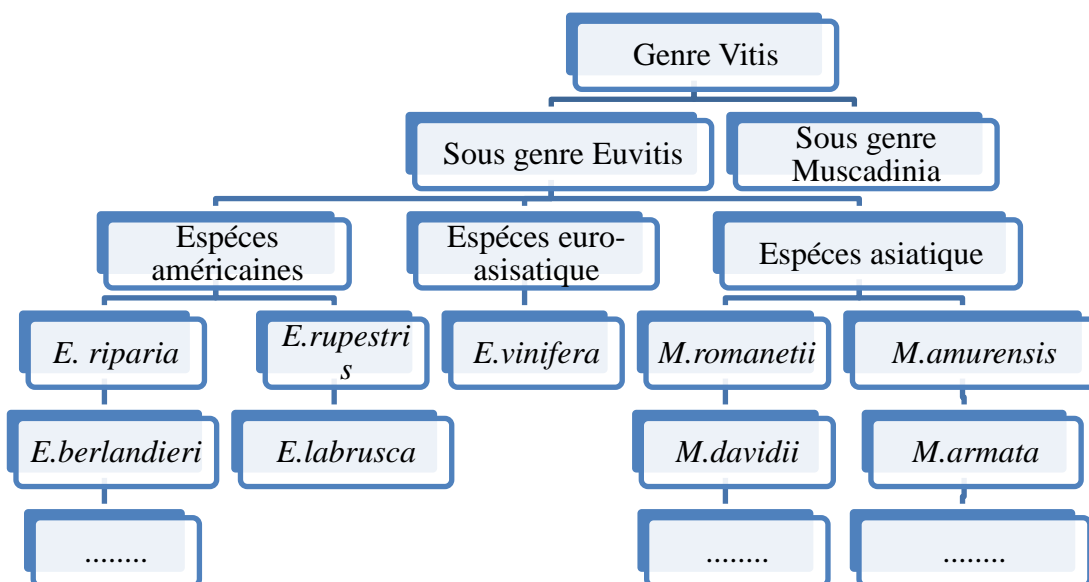 Genre Vitis
Sous genre Euvitis
Sous genre
Muscadinia
Espéces
américaines
Espéces euro-
asisatique
Espéces asiatique
E. riparia
E.rupestri
s
E.vinifera
M.romanetii
M.amurensis
E.berlandieri
E.labrusca
M.davidii
M.armata
........
........
........